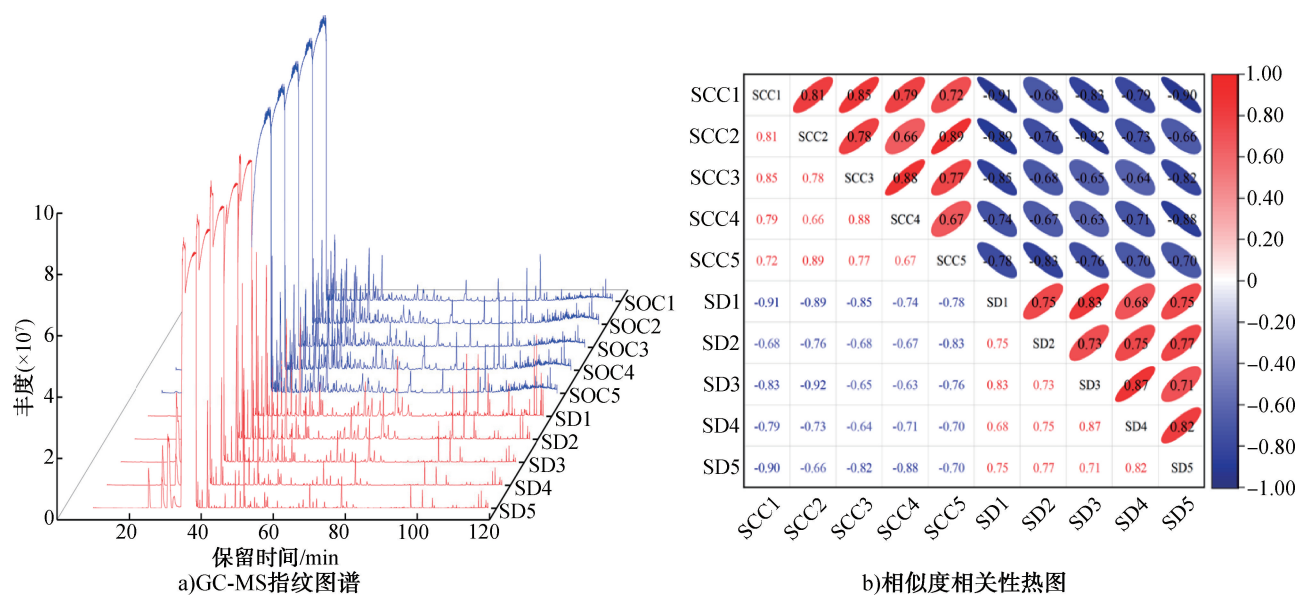 10
8
6
4
2
0
丰度(×10⁷)
20
40
60
80
100
120
保留时间/min
SOC1
SOC2
SOC3
SOC4
SOC5
SD1
SD2
SD3
SD4
SD5
a)GC-MS指纹图谱
SCC1 SCC1 0.81 0.85 0.79 0.72 -0.91 -0.68 -0.83 -0.79 -0.90
SCC2 0.81 SCC2 0.78 0.66 0.89 -0.89 -0.76 -0.92 -0.73 -0.66
SCC3 0.85 0.78 SCC3 0.88 0.77 -0.85 -0.68 -0.65 -0.64 -0.82
SCC4 0.79 0.66 0.88 SCC4 0.67 -0.74 -0.67 -0.63 -0.71 -0.88
SCC5 0.72 0.89 0.77 0.67 SCC5 -0.78 -0.83 -0.76 -0.70 -0.70
SD1 -0.91 -0.89 -0.85 -0.74 -0.78 SD1 0.75 0.83 0.68 0.75
SD2 -0.68 -0.76 -0.68 -0.67 -0.83 0.75 SD2 0.73 0.75 0.77
SD3 -0.83 -0.92 -0.65 -0.63 -0.76 0.83 0.73 SD3 0.87 0.71
SD4 -0.79 -0.73 -0.64 -0.71 -0.70 0.68 0.75 0.87 SD4 0.82
SD5 -0.90 -0.66 -0.82 -0.88 -0.70 0.75 0.77 0.71 0.82 SD5
SCC1 SCC2 SCC3 SCC4 SCC5 SD1 SD2 SD3 SD4 SD5
1.00
0.80
0.60
0.40
0.20
0
-0.20
-0.40
-0.60
-0.80
-1.00
b)相似度相关性热图